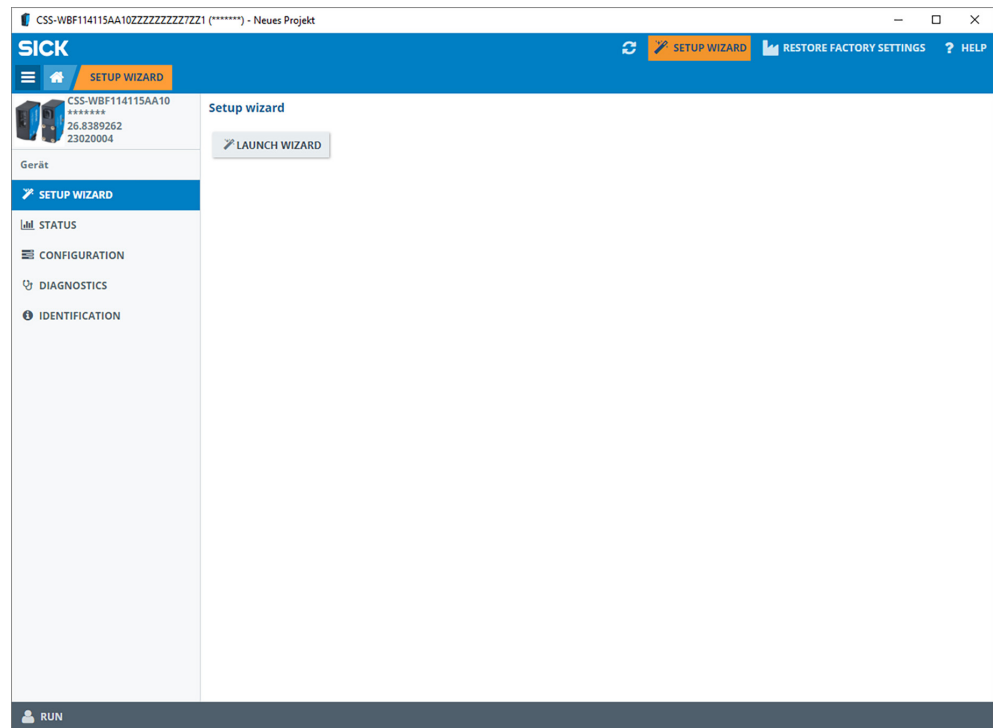 CSS-WBF114115AA10ZZZZZZZZZZ7ZZ1 (*******) - Neues Projekt
SICK
SETUP WIZARD
RESTORE FACTORY SETTINGS
? HELP
SETUP WIZARD
CSS-WBF114115AA10
*******
26.8389262
23020004
Gerät
SETUP WIZARD
STATUS
CONFIGURATION
DIAGNOSTICS
IDENTIFICATION
Setup wizard
LAUNCH WIZARD
RUN